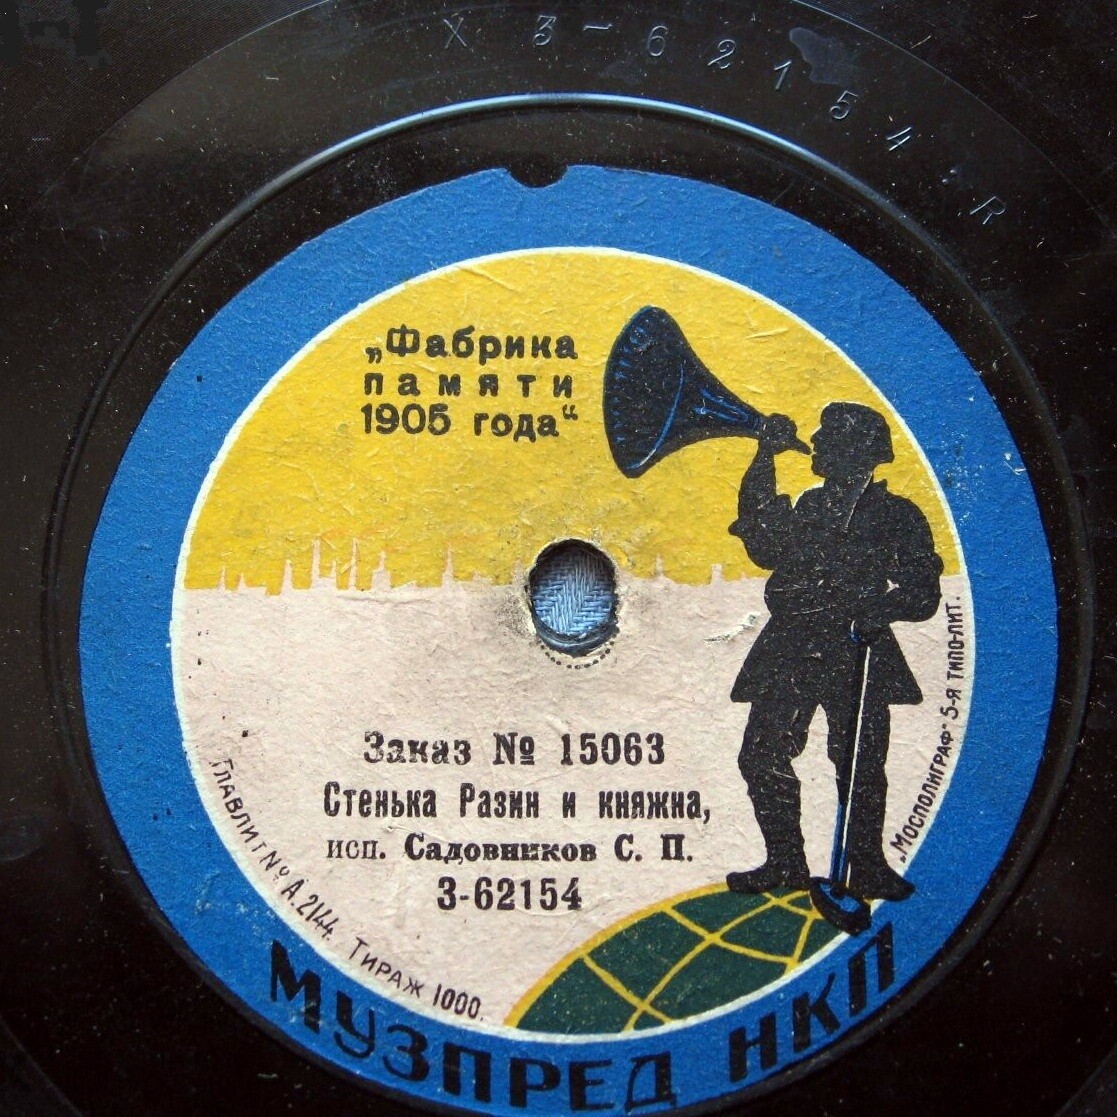 X 3-62154 R
„Фабрика
памяти
1905 года“
Заказ № 15063
Стенька Разин и княжна,
исп. Садовников С. П.
3-62154
Главлит № А.2144. Тираж 1000.
„Мосполиграф" 5-я типо-лит.
МУЗПРЕД НКП